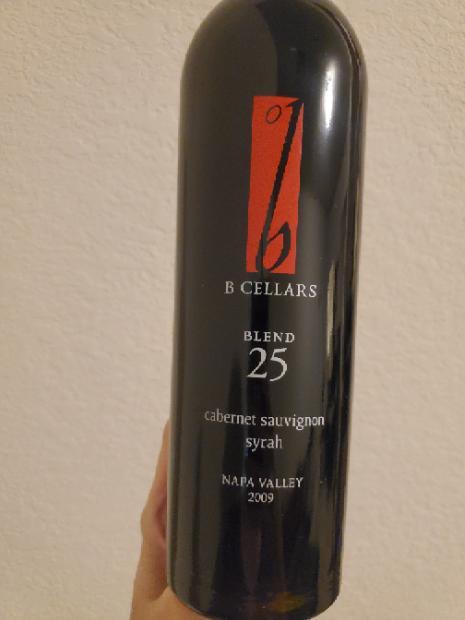 b
B CELLARS
BLEND
25
cabernet sauvignon
syrah
NAPA VALLEY
2009